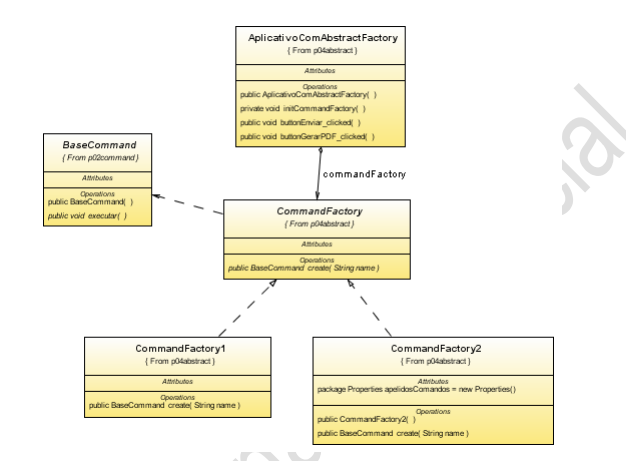 AplicativoComAbstractFactory
{ From p04abstract }
Attributes
Operations
public AplicativoComAbstractFactory( )
private void initCommandFactory( )
public void buttonEnviar_clicked( )
public void buttonGerarPDF_clicked( )
commandFactory
BaseCommand
{ From p02command }
Attributes
Operations
public BaseCommand( )
public void executar( )
CommandFactory
{ From p04abstract }
Attributes
Operations
public BaseCommand create( String name )
CommandFactory1
{ From p04abstract }
Attributes
Operations
public BaseCommand create( String name )
CommandFactory2
{ From p04abstract }
Attributes
package Properties apelidosComandos = new Properties()
Operations
public CommandFactory2( )
public BaseCommand create( String name )